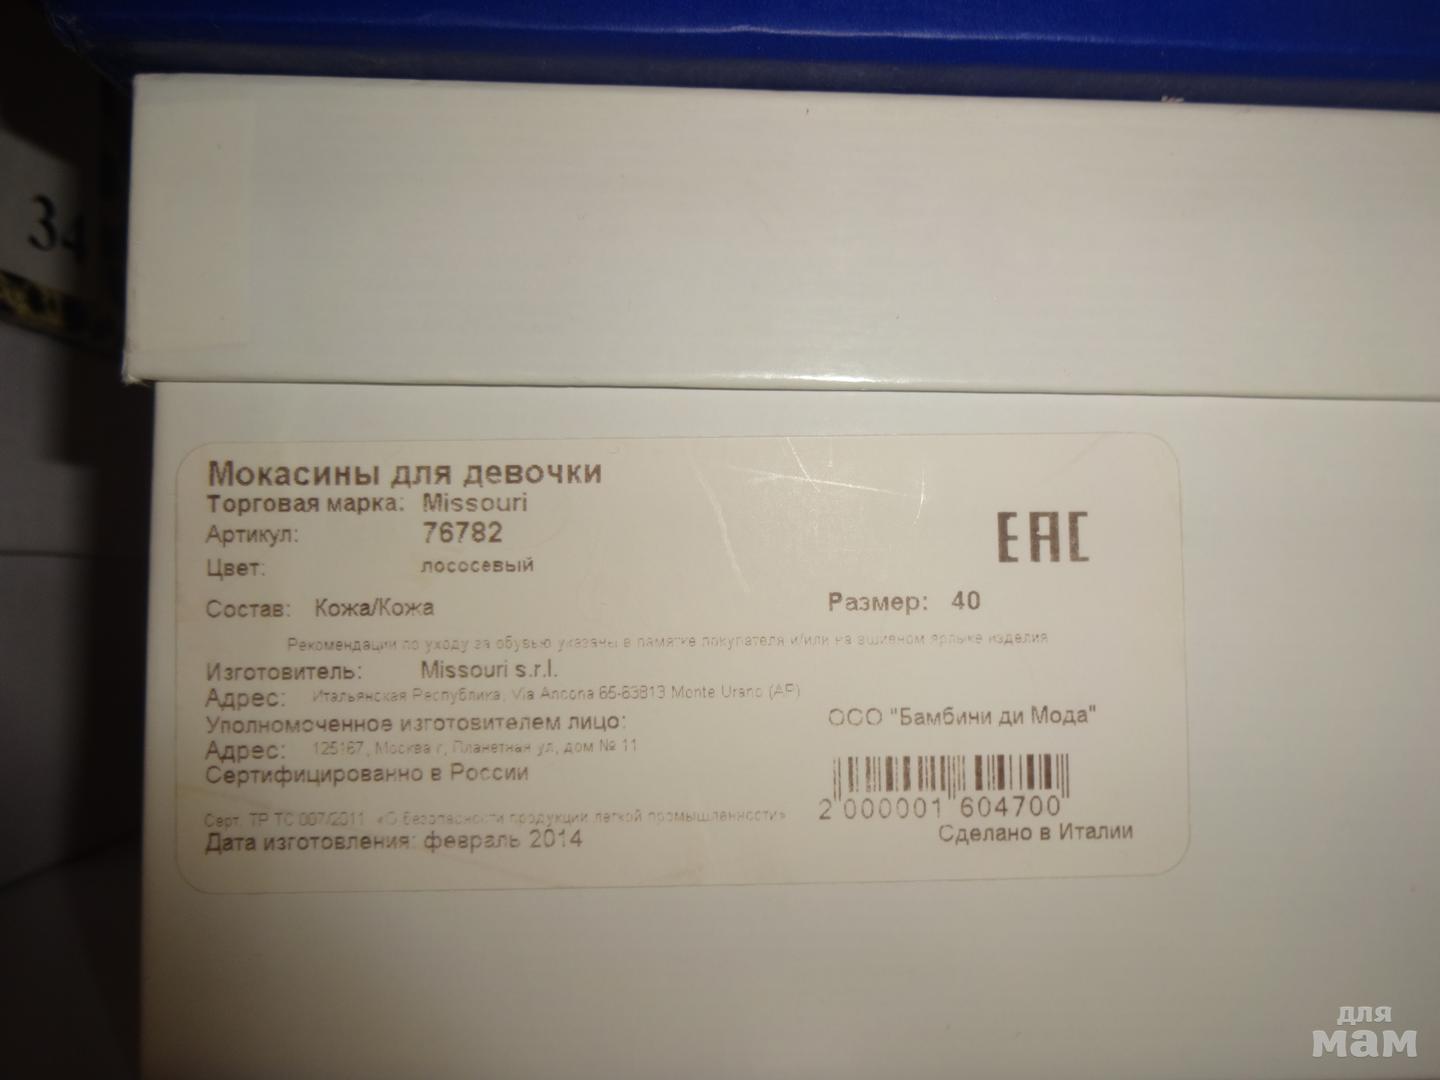 34
Мокасины для девочки
Торговая марка: Missouri
Артикул: 76782
Цвет: лососевый
EAC
Состав: Кожа/Кожа
Размер: 40
Рекомендации по уходу за обувью указаны в памятке покупателя и/или на вшивном ярлыке изделия
Изготовитель: Missouri s.r.l.
Адрес: Итальянская Республика, Via Ancona 65-63813 Monte Urano (AP)
Уполномоченное изготовителем лицо: ООО "Бамбини ди Мода"
Адрес: 125167, Москва г, Планетная ул, дом № 11
Сертифицированно в России
2 000001 604700
Серт. ТР ТС 007/2011 «О безопасности продукции легкой промышленности»
Сделано в Италии
Дата изготовления: февраль 2014
для
мам